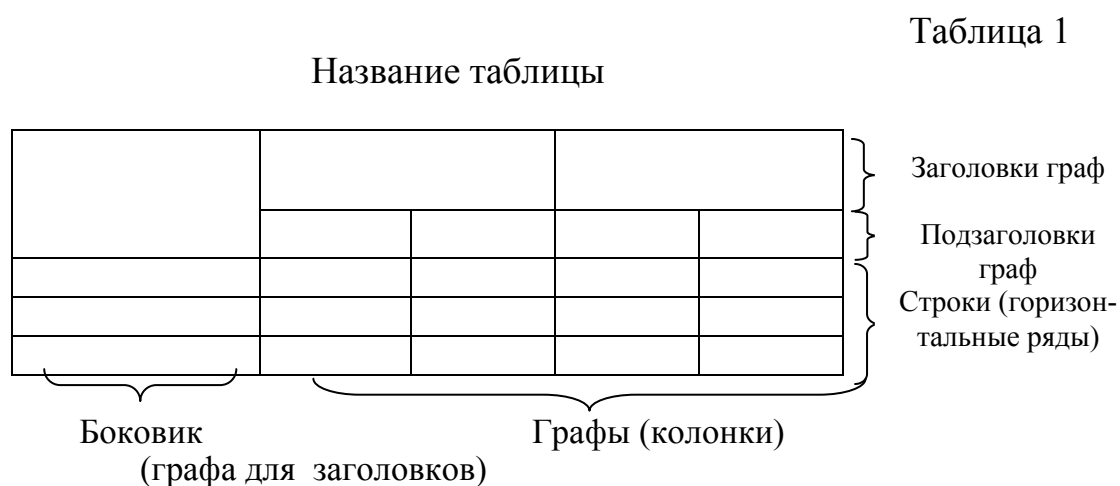 Таблица 1
Название таблицы
Заголовки граф
Подзаголовки
граф
Строки (горизон-
тальные ряды)
Боковик
(графа для заголовков)
Графы (колонки)